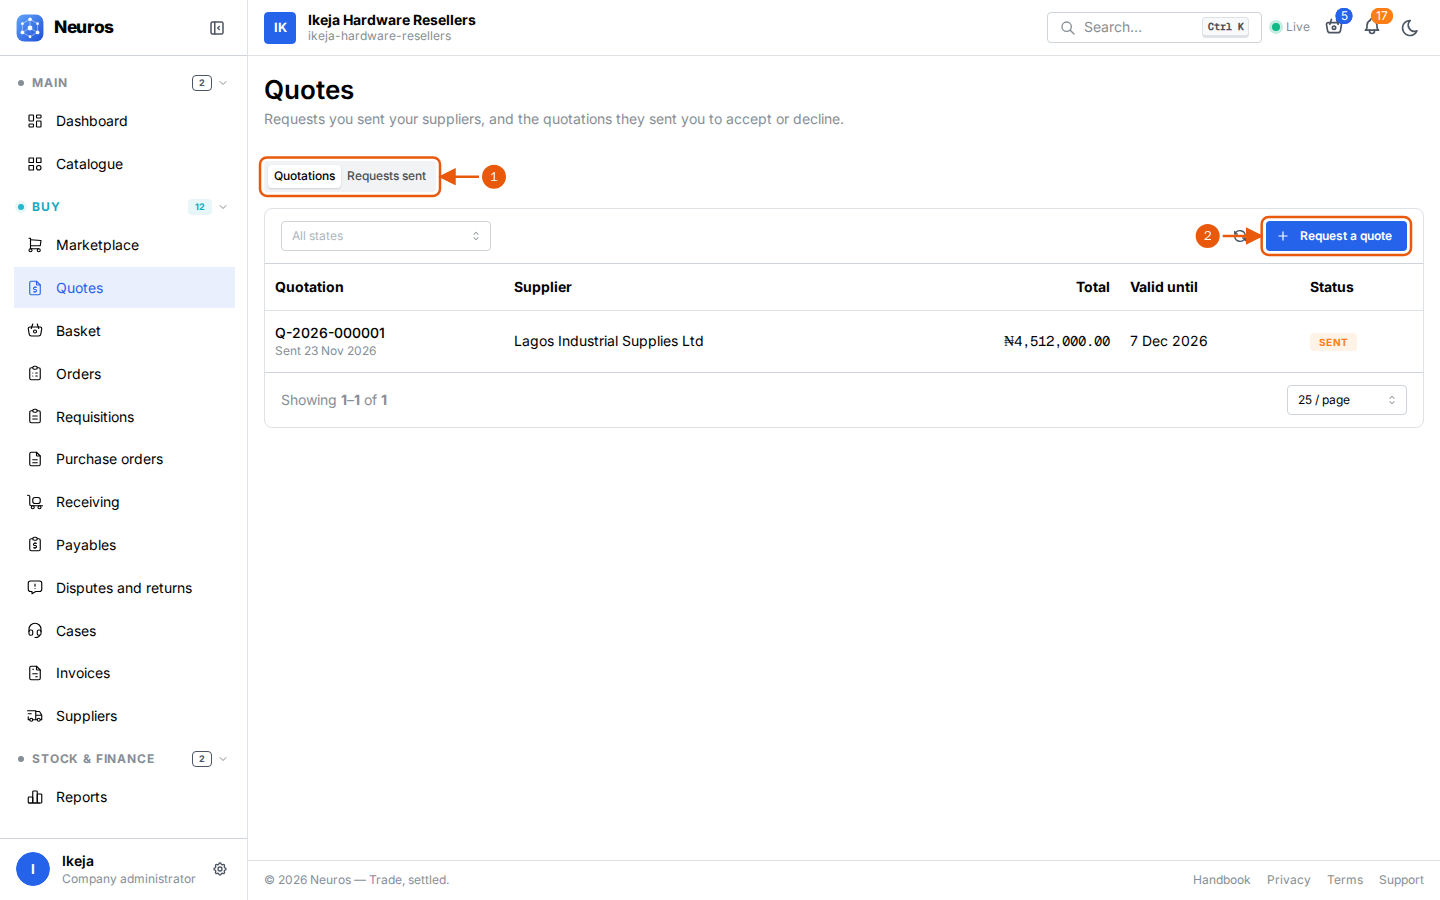 Neuros
MAIN
2
Dashboard
Catalogue
BUY
12
Marketplace
Quotes
Basket
Orders
Requisitions
Purchase orders
Receiving
Payables
Disputes and returns
Cases
Invoices
Suppliers
STOCK & FINANCE
2
Reports
I
Ikeja
Company administrator
IK
Ikeja Hardware Resellers
ikeja-hardware-resellers
Search...
Ctrl K
Live
5
17
Quotes
Requests you sent your suppliers, and the quotations they sent you to accept or decline.
Quotations
Requests sent
1
All states
2
Request a quote
Quotation
Supplier
Total
Valid until
Status
Q-2026-000001
Sent 23 Nov 2026
Lagos Industrial Supplies Ltd
₦4,512,000.00
7 Dec 2026
SENT
Showing 1–1 of 1
25 / page
© 2026 Neuros — Trade, settled.
Handbook
Privacy
Terms
Support